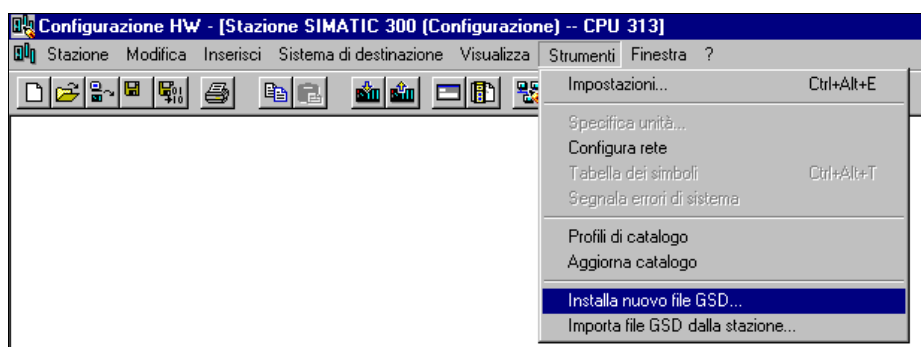 Configurazione HW - [Stazione SIMATIC 300 (Configurazione) -- CPU 313]
Stazione Modifica Inserisci Sistema di destinazione Visualizza Strumenti Finestra ?
Impostazioni... Ctrl+Alt+E
Specifica unità...
Configura rete
Tabella dei simboli Ctrl+Alt+T
Segnala errori di sistema
Profili di catalogo
Aggiorna catalogo
Installa nuovo file GSD...
Importa file GSD dalla stazione...